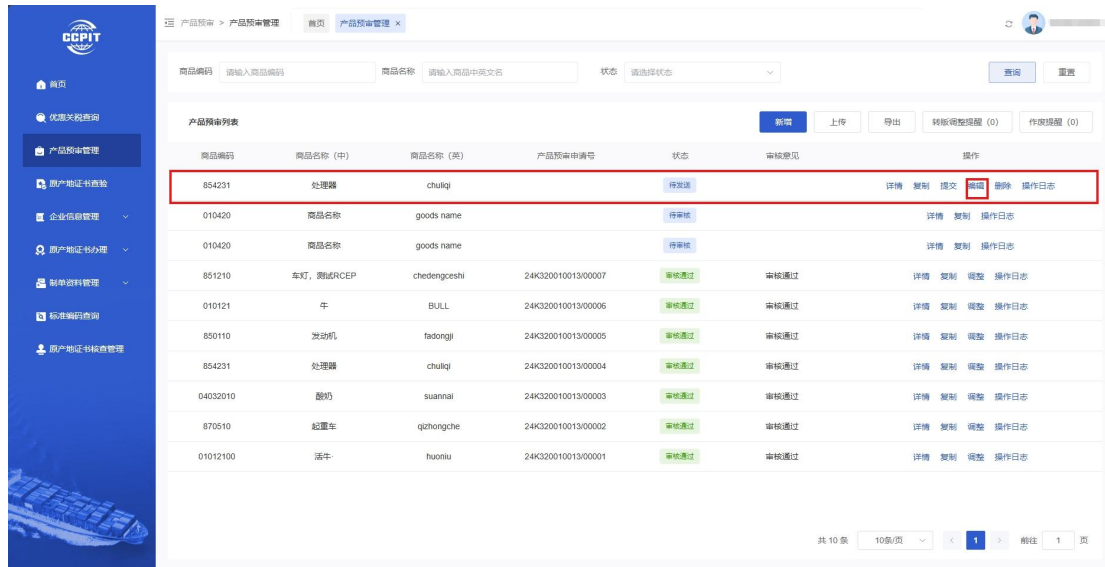 CCPIT
产品预审 > 产品预审管理 首页 产品预审管理 ×
首页
优惠关税查询
产品预审管理
原产地证书查验
企业信息管理
原产地证书办理
制单资料管理
标准编码查询
原产地证书核查管理
商品编码 请输入商品编码 商品名称 请输入商品中英文名 状态 请选择状态 查询 重置
产品预审列表 新增 上传 导出 转版调整提醒 (0) 作废提醒 (0)
商品编码 商品名称 (中) 商品名称 (英) 产品预审申请号 状态 审核意见 操作
854231 处理器 chuliqi 待发送 详情 复制 提交 编辑 删除 操作日志
010420 商品名称 goods name 待审核 详情 复制 操作日志
010420 商品名称 goods name 待审核 详情 复制 操作日志
851210 车灯，测试RCEP chedengceshi 24K320010013/00007 审核通过 审核通过 详情 复制 调整 操作日志
010121 牛 BULL 24K320010013/00006 审核通过 审核通过 详情 复制 调整 操作日志
850110 发动机 fadongji 24K320010013/00005 审核通过 审核通过 详情 复制 调整 操作日志
854231 处理器 chuliqi 24K320010013/00004 审核通过 审核通过 详情 复制 调整 操作日志
04032010 酸奶 suannai 24K320010013/00003 审核通过 审核通过 详情 复制 调整 操作日志
870510 起重车 qizhongche 24K320010013/00002 审核通过 审核通过 详情 复制 调整 操作日志
01012100 活牛 huoniu 24K320010013/00001 审核通过 审核通过 详情 复制 调整 操作日志
共 10 条 10条/页 < 1 > 前往 1 页